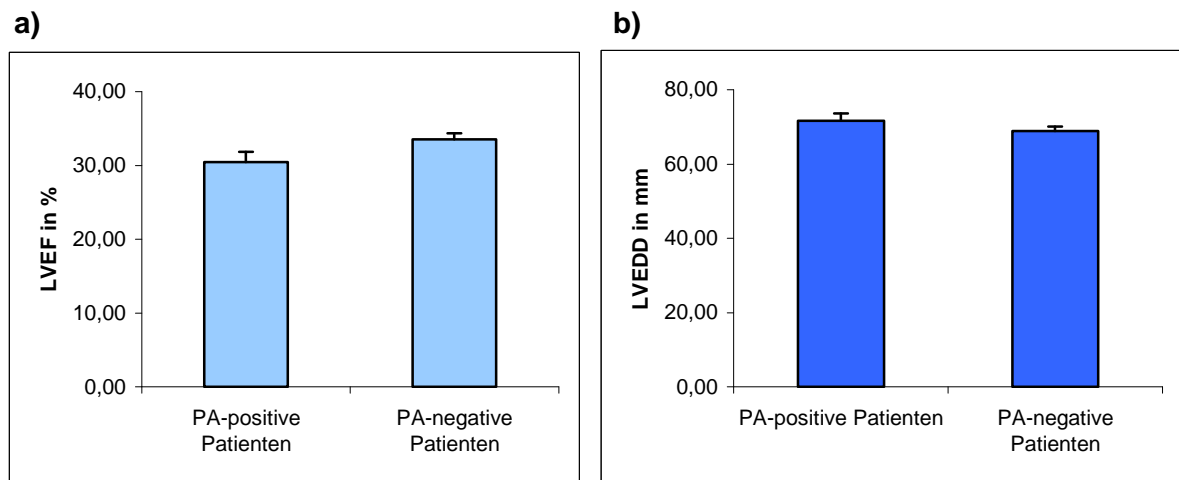 a)
40,00
30,00
20,00
10,00
0,00
LVEF in %
PA-positive
Patienten
PA-negative
Patienten
b)
80,00
60,00
40,00
20,00
0,00
LVEDD in mm
PA-positive Patienten
PA-negative
Patienten